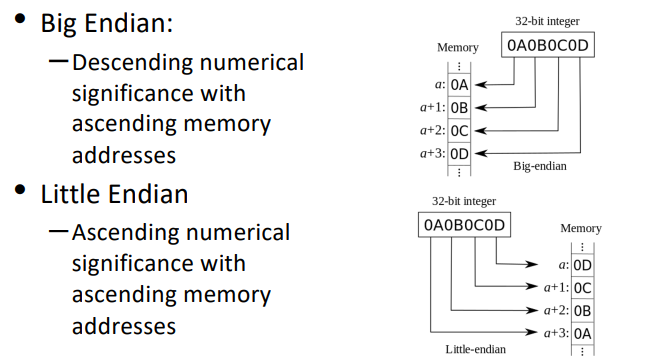 • Big Endian:
– Descending numerical
significance with
ascending memory
addresses
• Little Endian
– Ascending numerical
significance with
ascending memory
addresses
32-bit integer
0A0B0C0D
Memory
⋮
a: 0A
a+1: 0B
a+2: 0C
a+3: 0D
⋮
Big-endian
32-bit integer
0A0B0C0D
Memory
⋮
a: 0D
a+1: 0C
a+2: 0B
a+3: 0A
⋮
Little-endian